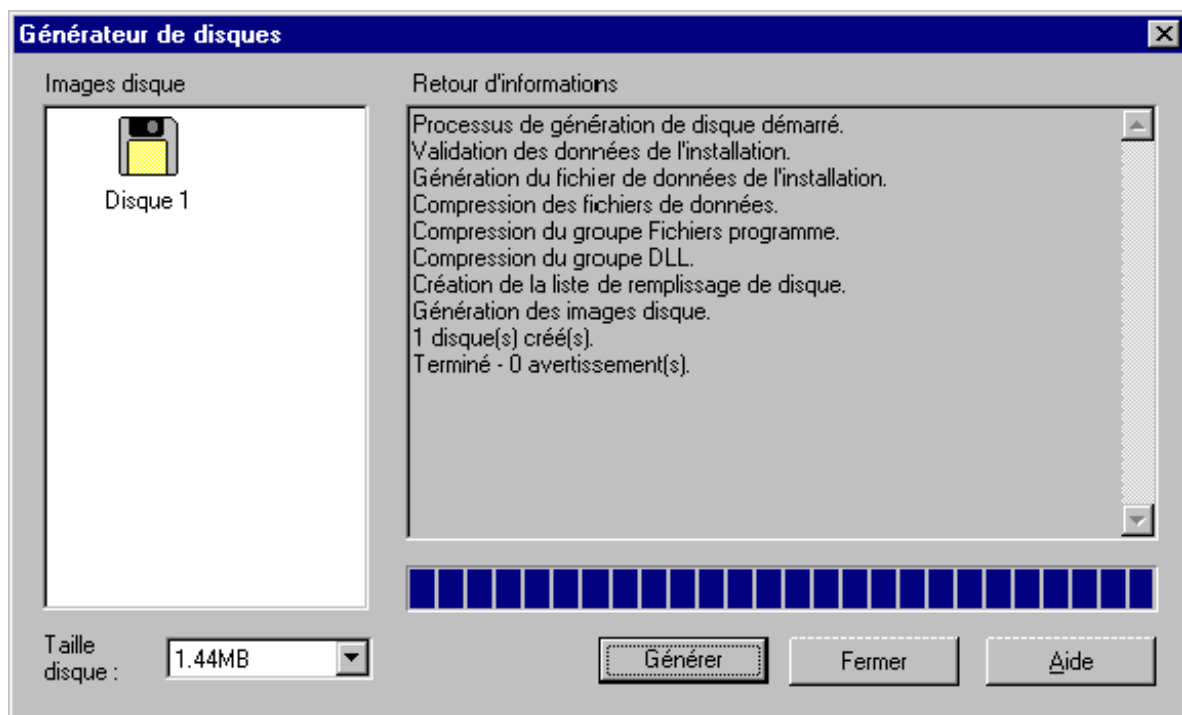 Générateur de disques
Images disque
Disque 1
Retour d'informations
Processus de génération de disque démarré.
Validation des données de l'installation.
Génération du fichier de données de l'installation.
Compression des fichiers de données.
Compression du groupe Fichiers programme.
Compression du groupe DLL.
Création de la liste de remplissage de disque.
Génération des images disque.
1 disque(s) créé(s).
Terminé - 0 avertissement(s).
Taille
disque :
1.44MB
Générer
Fermer
Aide